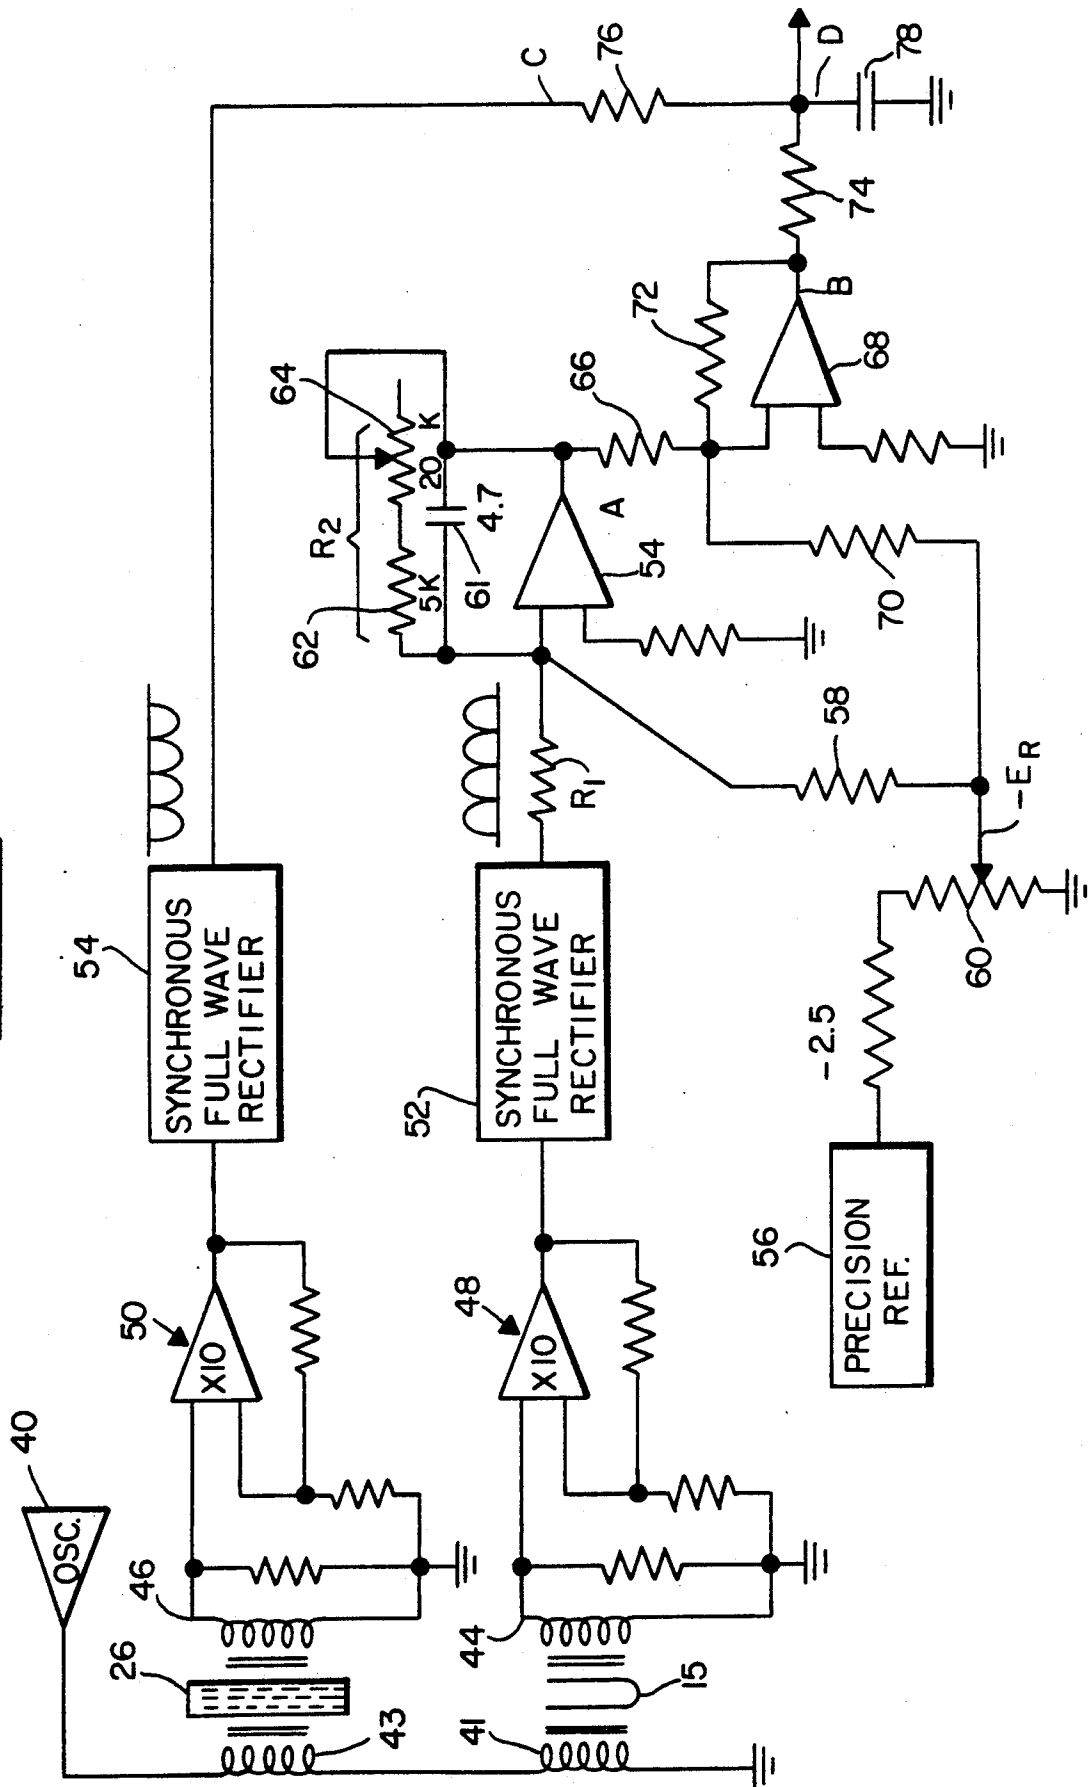 40
OSC.
26
46
50
X10
54
SYNCHRONOUS
FULL WAVE
RECTIFIER
43
C
76
D
78
44
48
X10
52
SYNCHRONOUS
FULL WAVE
RECTIFIER
41
15
R1
R2
62
64
5K
20 K
61
4.7
54
A
66
72
68
B
74
58
70
56
PRECISION
REF.
-2.5
60
-ER